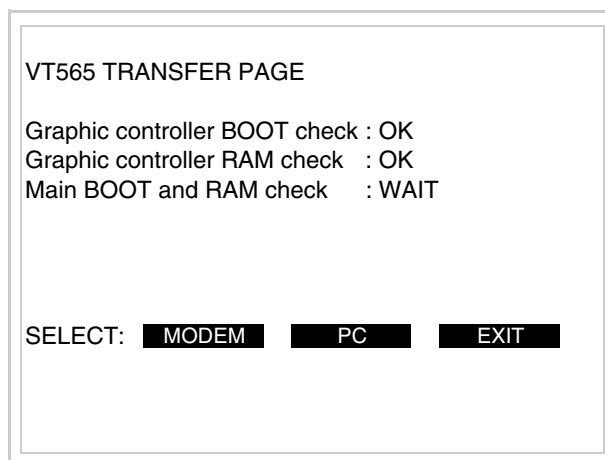 VT565 TRANSFER PAGE
Graphic controller BOOT check : OK
Graphic controller RAM check : OK
Main BOOT and RAM check : WAIT
SELECT: MODEM PC EXIT